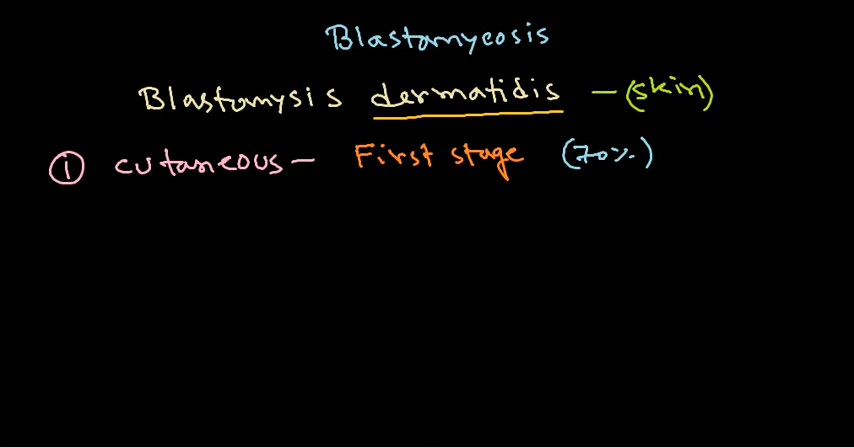 Blastomycosis
Blastomysis dermatidis - (skin)
① cutaneous - First stage (70%)